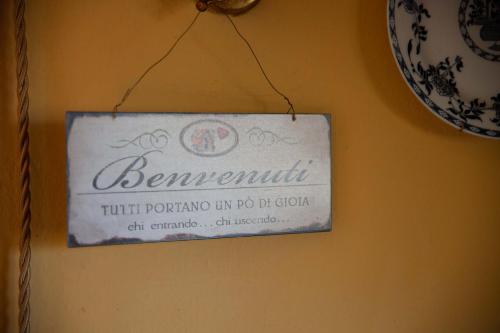 Benvenuti
TUTTI PORTANO UN PÒ DI GIOIA
chi entrando... chi uscendo...